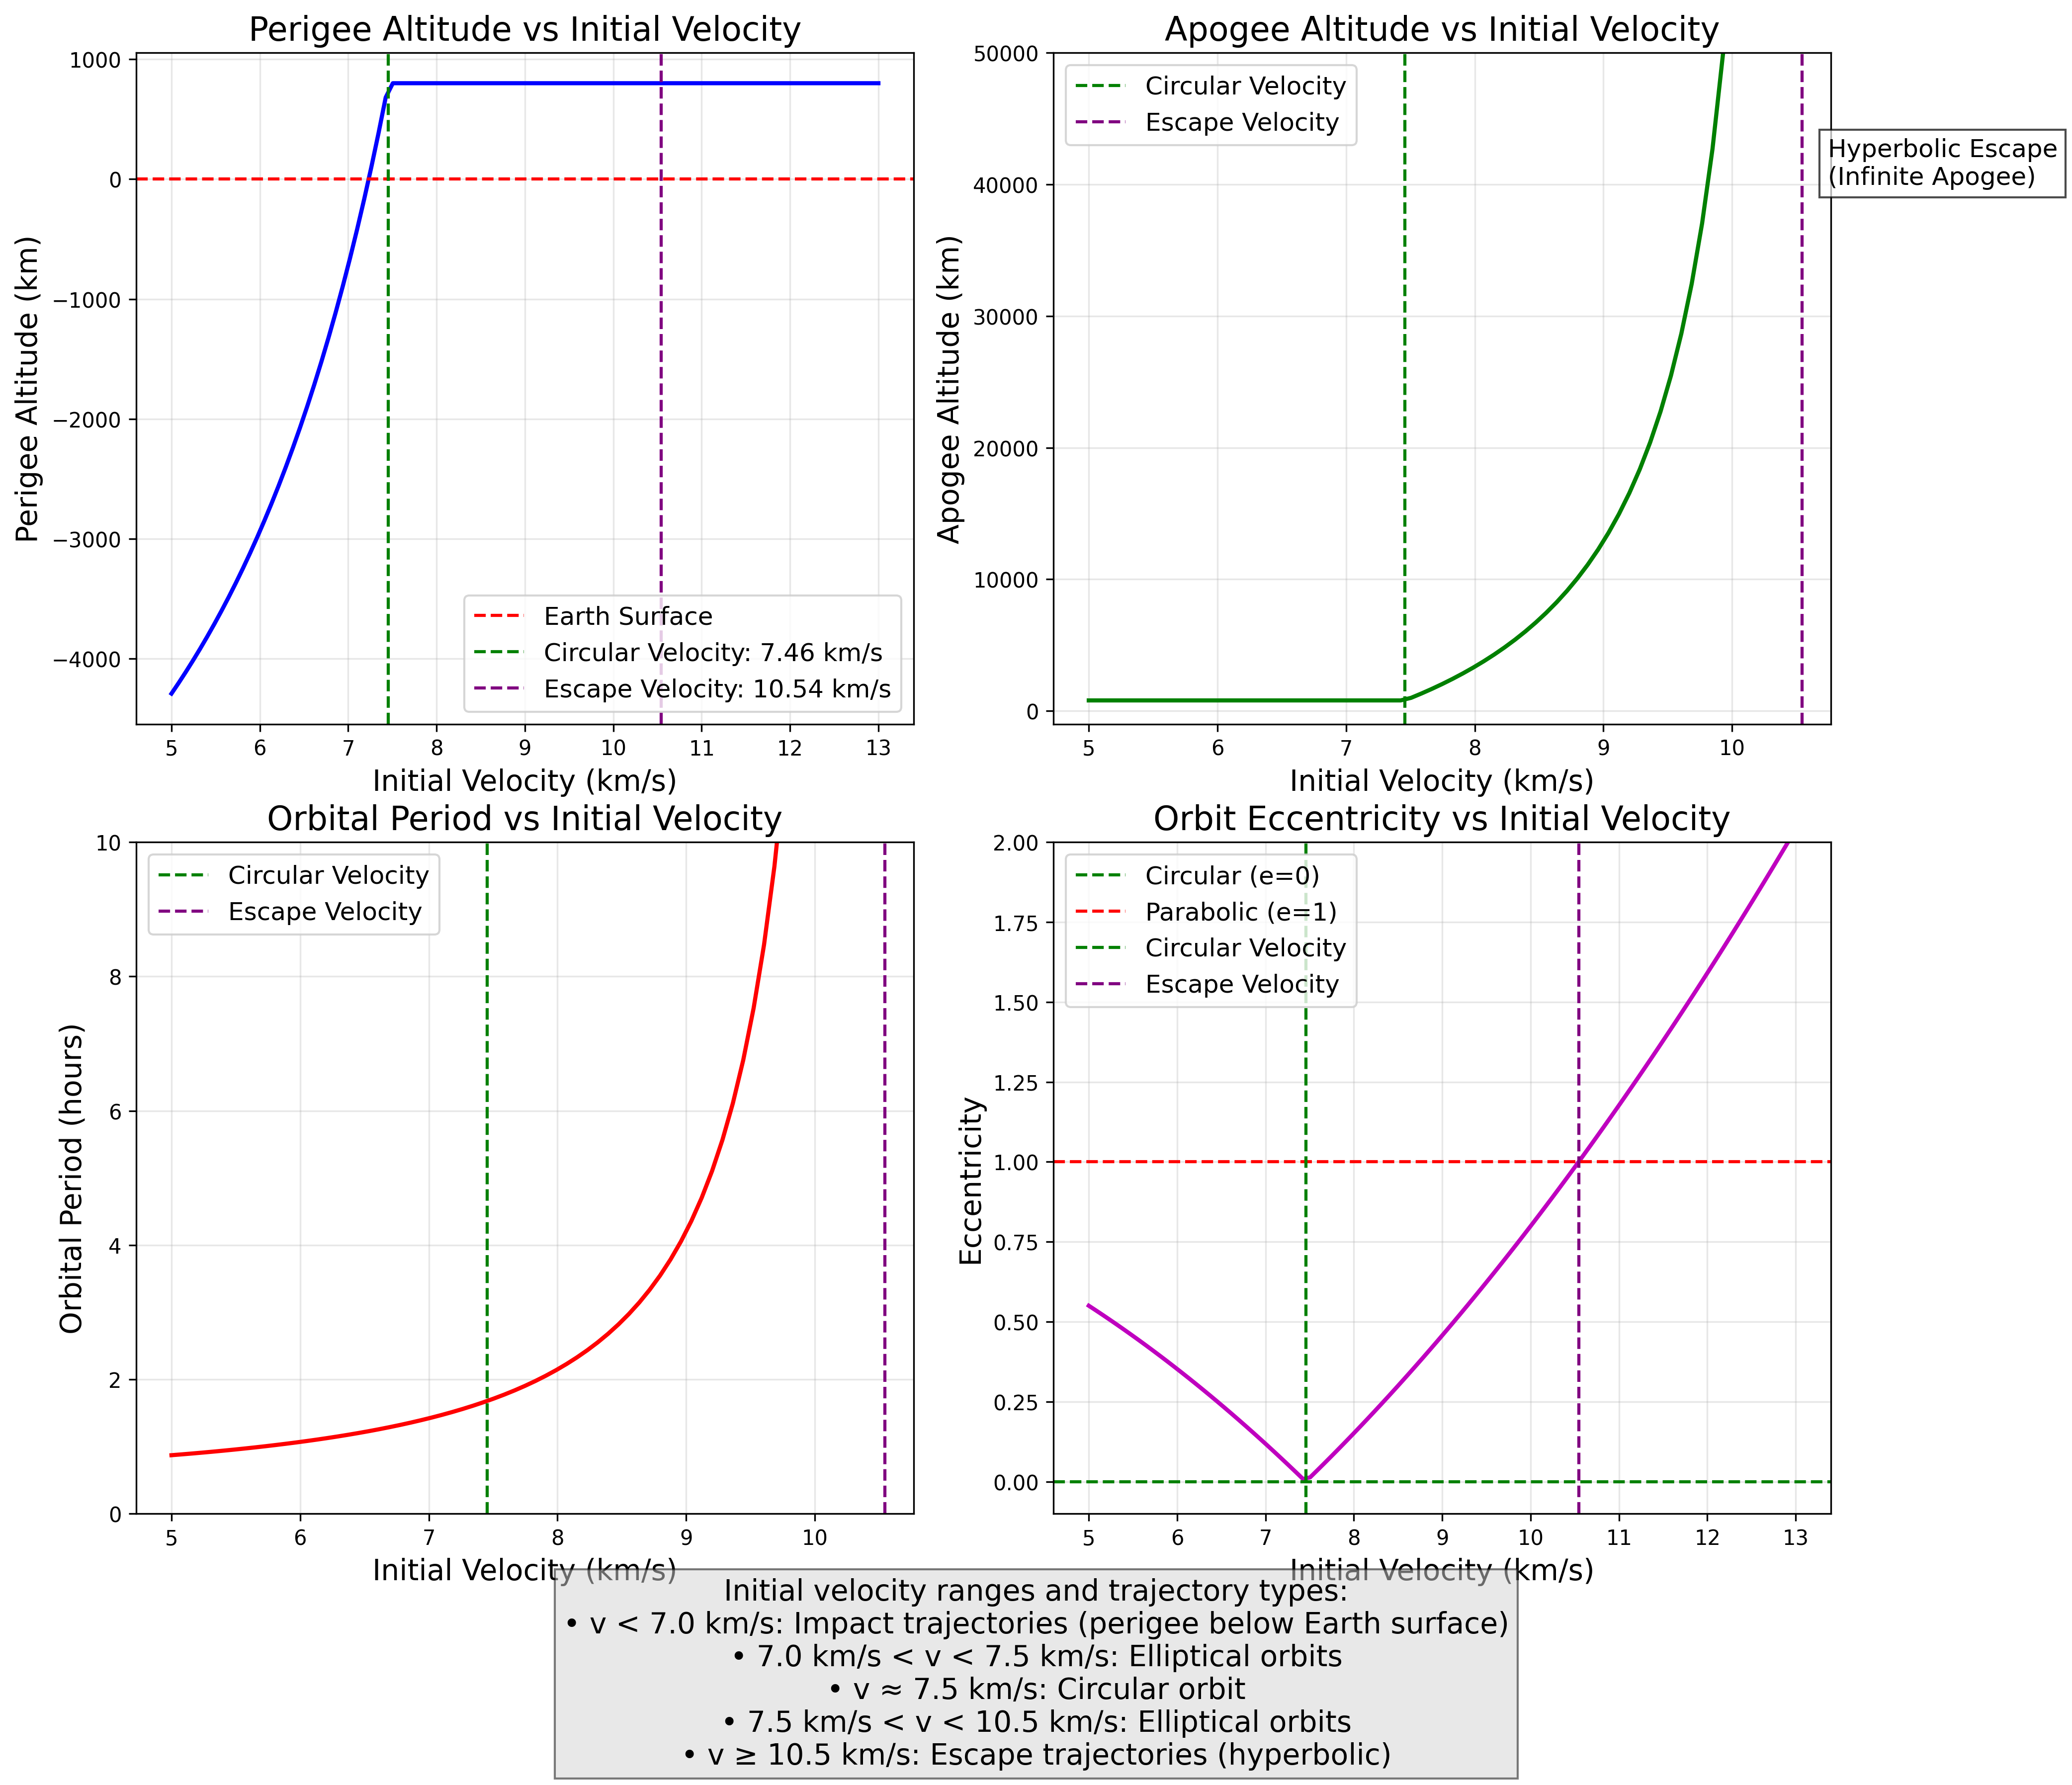 Perigee Altitude vs Initial Velocity
1000
0
−1000
−2000
−3000
−4000
Perigee Altitude (km)
Earth Surface
Circular Velocity: 7.46 km/s
Escape Velocity: 10.54 km/s
5 6 7 8 9 10 11 12 13
Initial Velocity (km/s)
Apogee Altitude vs Initial Velocity
50000
40000
30000
20000
10000
0
Apogee Altitude (km)
Circular Velocity
Escape Velocity
Hyperbolic Escape
(Infinite Apogee)
5 6 7 8 9 10
Initial Velocity (km/s)
Orbital Period vs Initial Velocity
10
8
6
4
2
0
Orbital Period (hours)
Circular Velocity
Escape Velocity
5 6 7 8 9 10
Initial Velocity (km/s)
Orbit Eccentricity vs Initial Velocity
2.00
1.75
1.50
1.25
1.00
0.75
0.50
0.25
0.00
Eccentricity
Circular (e=0)
Parabolic (e=1)
Circular Velocity
Escape Velocity
5 6 7 8 9 10 11 12 13
Initial Velocity (km/s)
Initial velocity ranges and trajectory types:
• v < 7.0 km/s: Impact trajectories (perigee below Earth surface)
• 7.0 km/s < v < 7.5 km/s: Elliptical orbits
• v ≈ 7.5 km/s: Circular orbit
• 7.5 km/s < v < 10.5 km/s: Elliptical orbits
• v ≥ 10.5 km/s: Escape trajectories (hyperbolic)